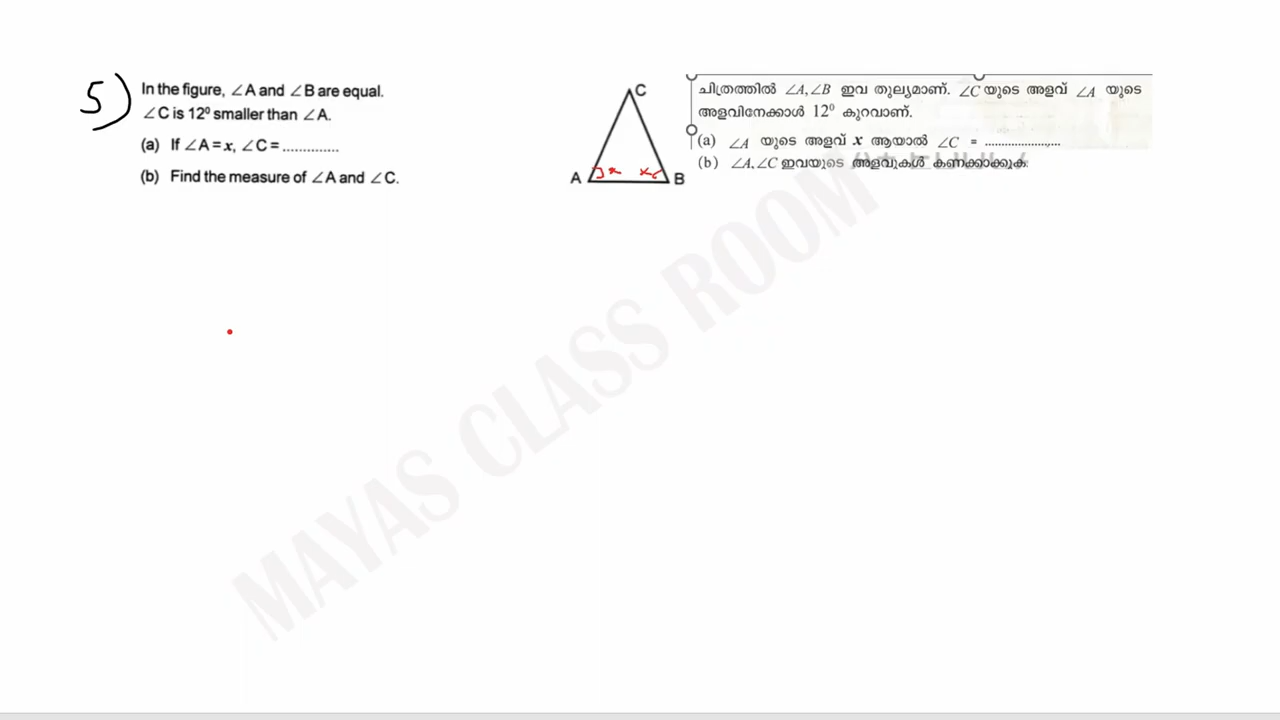 5)
In the figure, ∠A and ∠B are equal.
∠C is 12⁰ smaller than ∠A.
(a) If ∠A = x, ∠C = ..............
(b) Find the measure of ∠A and ∠C.
C
A
B
x
x
ചിത്രത്തിൽ ∠A, ∠B ഇവ തുല്യമാണ്. ∠C യുടെ അളവ് ∠A യുടെ
അളവിനേക്കാൾ 12⁰ കുറവാണ്.
(a) ∠A യുടെ അളവ് x ആയാൽ ∠C = ......................
(b) ∠A, ∠C ഇവയുടെ അളവുകൾ കണക്കാക്കുക
MAYAS CLASS ROOM